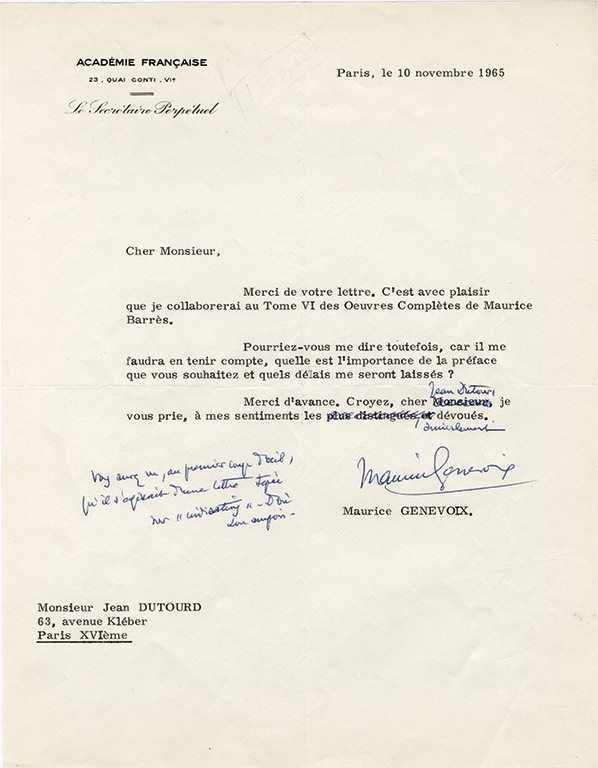 ACADÉMIE FRANÇAISE
23, QUAI CONTI, VIᵉ
Le Secrétaire Perpétuel
Paris, le 10 novembre 1965
Cher Monsieur,
Merci de votre lettre. C'est avec plaisir
que je collaborerai au Tome VI des Oeuvres Complètes de Maurice
Barrès.
Pourriez-vous me dire toutefois, car il me
faudra en tenir compte, quelle est l'importance de la préface
que vous souhaitez et quels délais me seront laissés ?
Jean Dutourd
Merci d'avance. Croyez, cher Monsieur, je
vous prie, à mes sentiments les plus distingués et dévoués.
amicalement
Vous avez vu, au premier coup d'œil,
qu'il s'agissait d'une lettre tapée
sur "
Maurice Genevoix
Maurice GENEVOIX.
Monsieur Jean DUTOURD
63, avenue Kléber
Paris XVIème